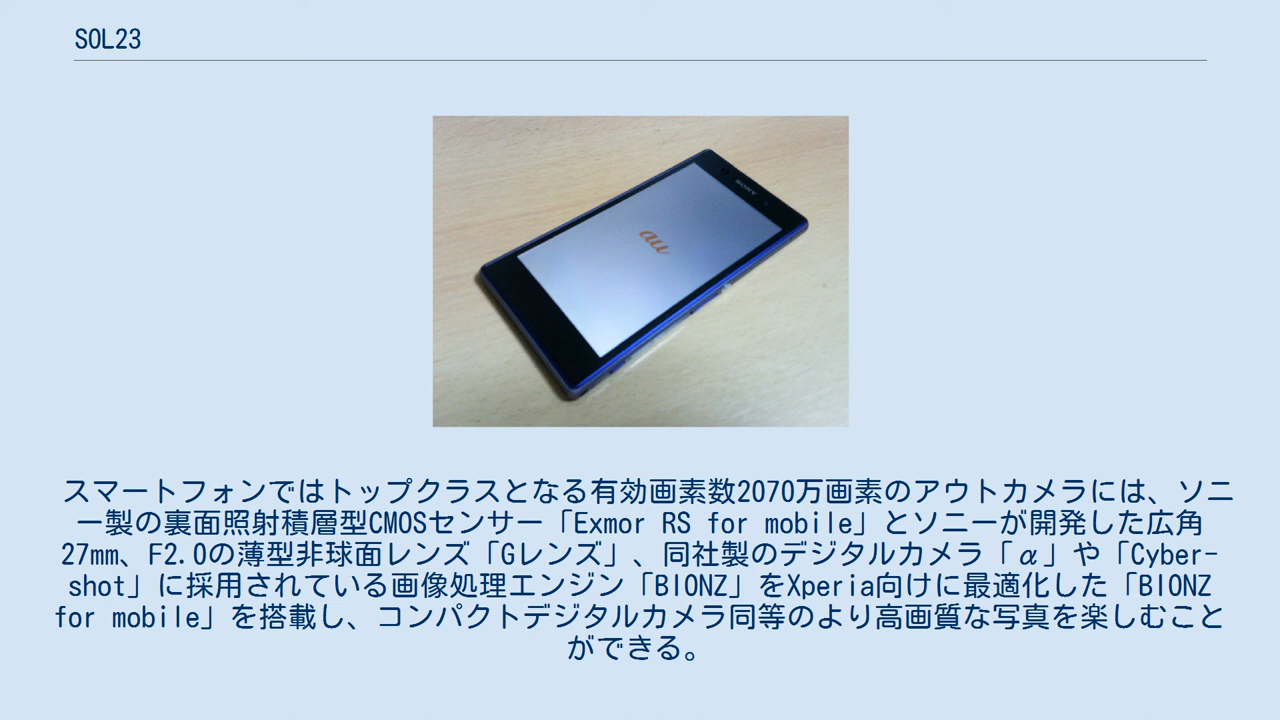 SOL23
SONY
au
スマートフォンではトップクラスとなる有効画素数2070万画素のアウトカメラには、ソニ
ー製の裏面照射積層型CMOSセンサー「Exmor RS for mobile」とソニーが開発した広角
27mm、F2.0の薄型非球面レンズ「Gレンズ」、同社製のデジタルカメラ「α」や「Cyber-
shot」に採用されている画像処理エンジン「BIONZ」をXperia向けに最適化した「BIONZ
for mobile」を搭載し、コンパクトデジタルカメラ同等のより高画質な写真を楽しむこと
ができる。